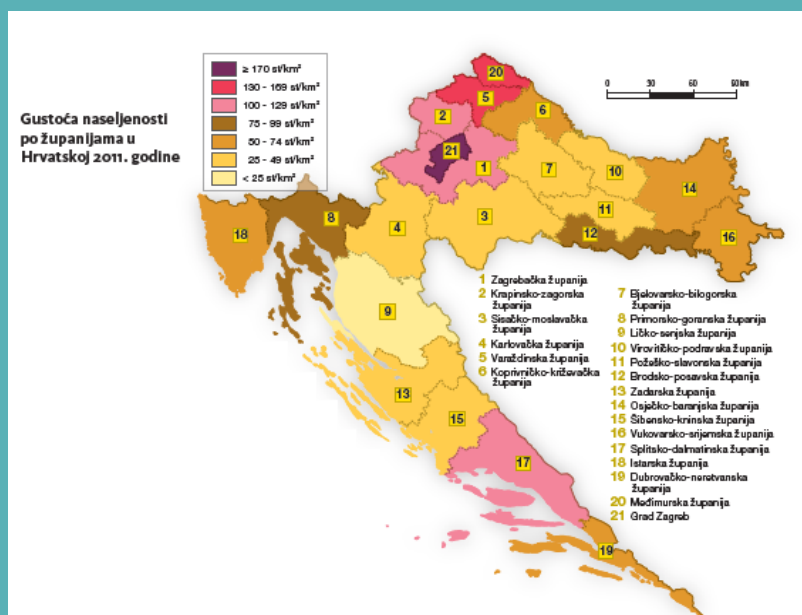 Gustoća naseljenosti
po županijama u
Hrvatskoj 2011. godine
≥ 170 st/km²
130 - 169 st/km²
100 - 129 st/km²
75 - 99 st/km²
50 - 74 st/km²
25 - 49 st/km²
< 25 st/km²
0 30 60 90 km
20
5
2
6
21
1
7
10
14
18
8
4
3
11
12
16
9
13
15
17
19
1 Zagrebačka županija
2 Krapinsko-zagorska
županija
3 Sisačko-moslavačka
županija
4 Karlovačka županija
5 Varaždinska županija
6 Koprivničko-križevačka
županija
7 Bjelovarsko-bilogorska
županija
8 Primorsko-goranska županija
9 Ličko-senjska županija
10 Virovitičko-podravska županija
11 Požeško-slavonska županija
12 Brodsko-posavska županija
13 Zadarska županija
14 Osječko-baranjska županija
15 Šibensko-kninska županija
16 Vukovarsko-srijemska županija
17 Splitsko-dalmatinska županija
18 Istarska županija
19 Dubrovačko-neretvanska
županija
20 Međimurska županija
21 Grad Zagreb